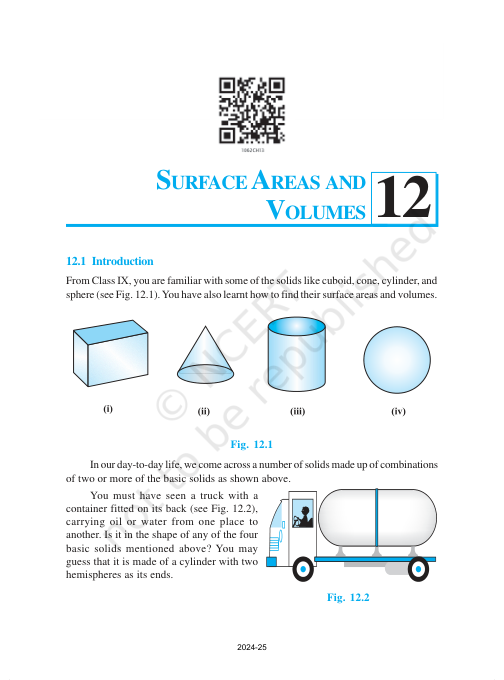 1062CH13
SURFACE AREAS AND
VOLUMES
12
12.1 Introduction
From Class IX, you are familiar with some of the solids like cuboid, cone, cylinder, and
sphere (see Fig. 12.1). You have also learnt how to find their surface areas and volumes.
(i)
(ii)
(iii)
(iv)
Fig. 12.1
In our day-to-day life, we come across a number of solids made up of combinations
of two or more of the basic solids as shown above.
You must have seen a truck with a
container fitted on its back (see Fig. 12.2),
carrying oil or water from one place to
another. Is it in the shape of any of the four
basic solids mentioned above? You may
guess that it is made of a cylinder with two
hemispheres as its ends.
Fig. 12.2
© NCERT
not to be republished
2024-25